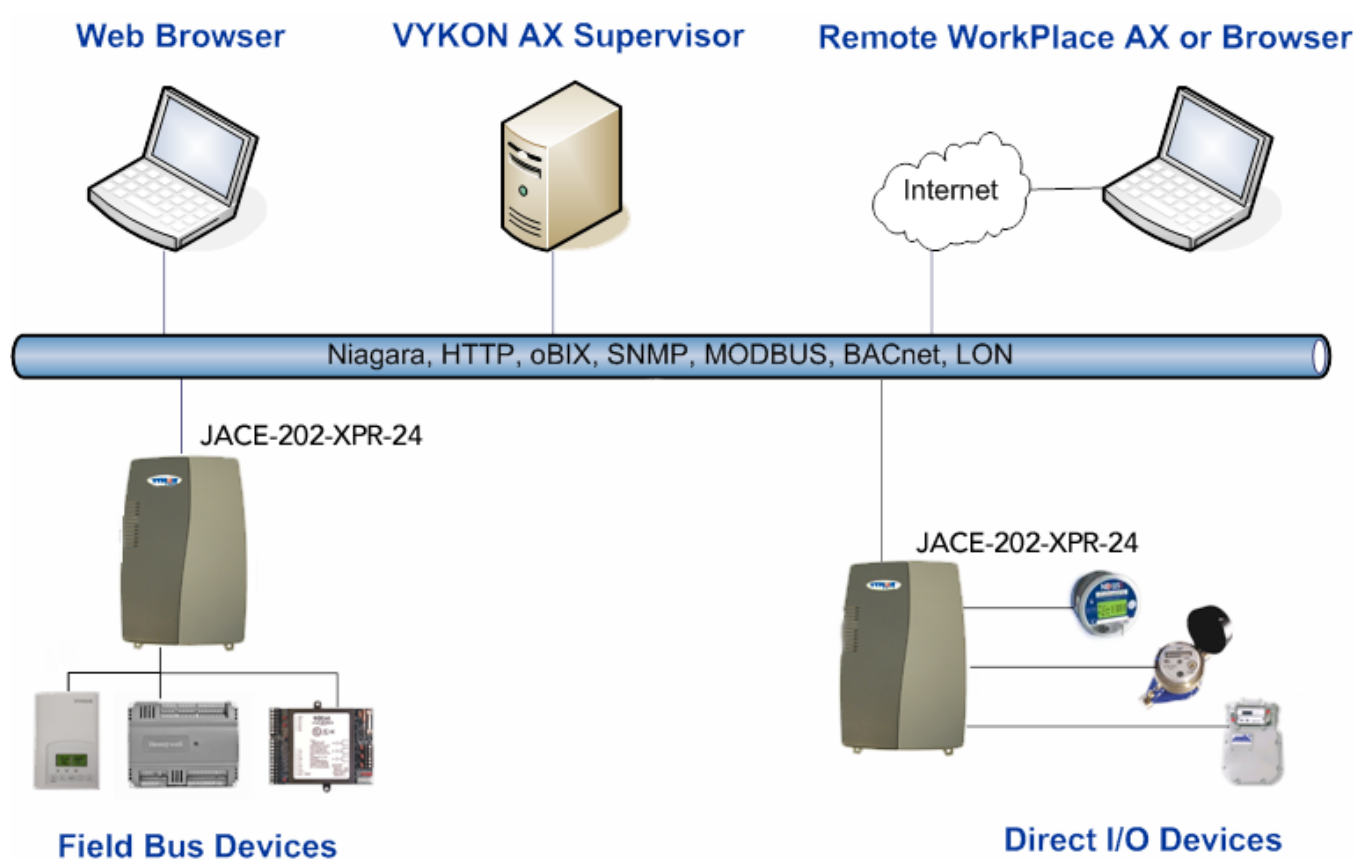 Web Browser
VYKON AX Supervisor
Remote WorkPlace AX or Browser
Internet
Niagara, HTTP, oBIX, SNMP, MODBUS, BACnet, LON
JACE-202-XPR-24
JACE-202-XPR-24
Honeywell
Field Bus Devices
Direct I/O Devices